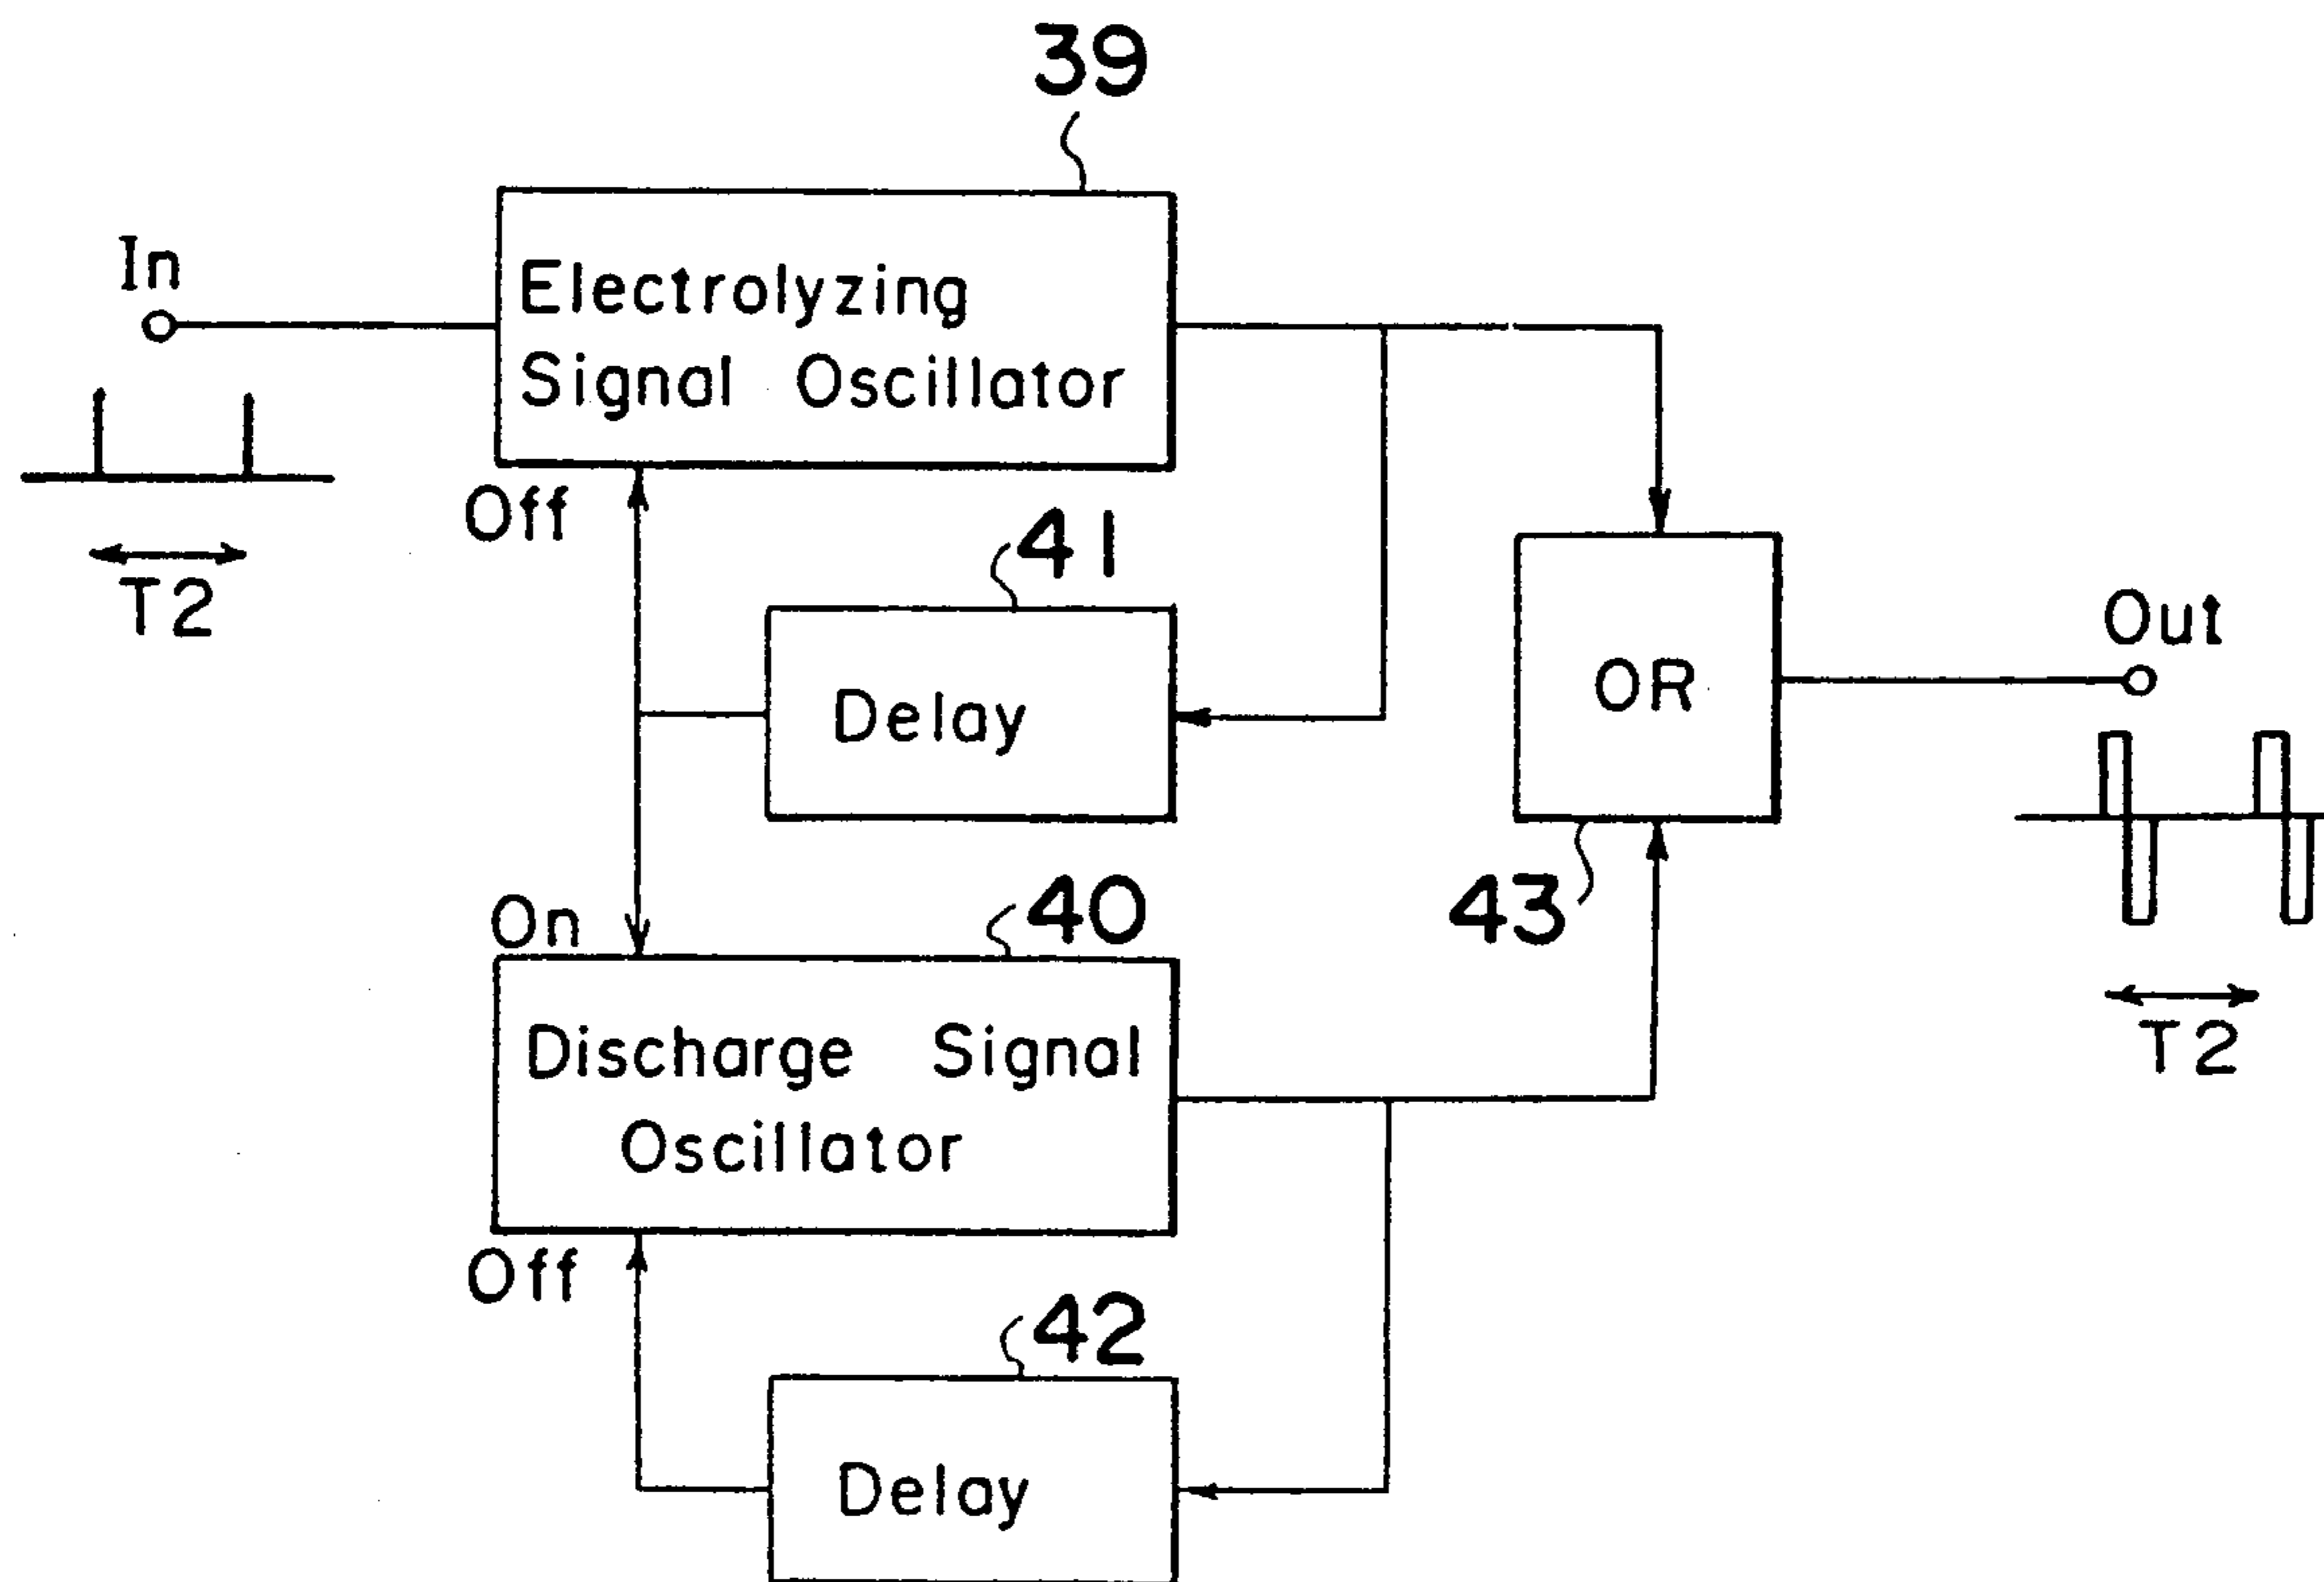 39
In
Electrolyzing
Signal Oscillator
Off
T2
41
Delay
OR
Out
On
40
43
Discharge Signal
Oscillator
T2
Off
42
Delay